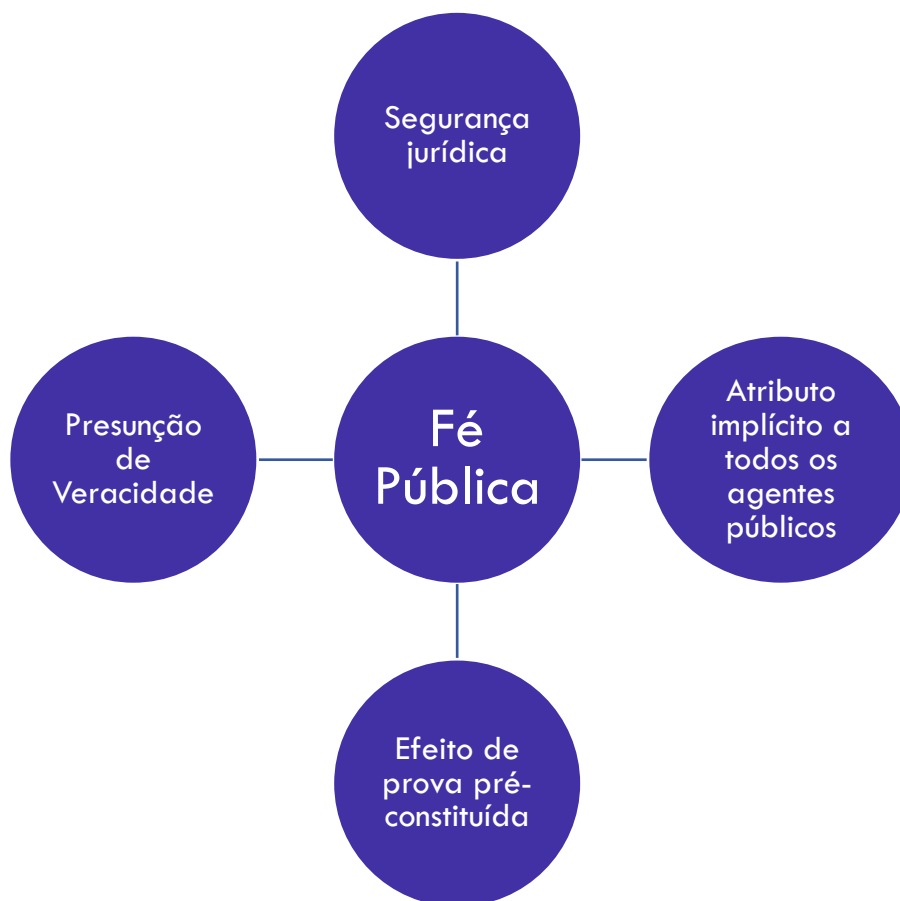 Segurança
jurídica
Presunção
de
Veracidade
Fé
Pública
Atributo
implícito a
todos os
agentes
públicos
Efeito de
prova pré-
constituída